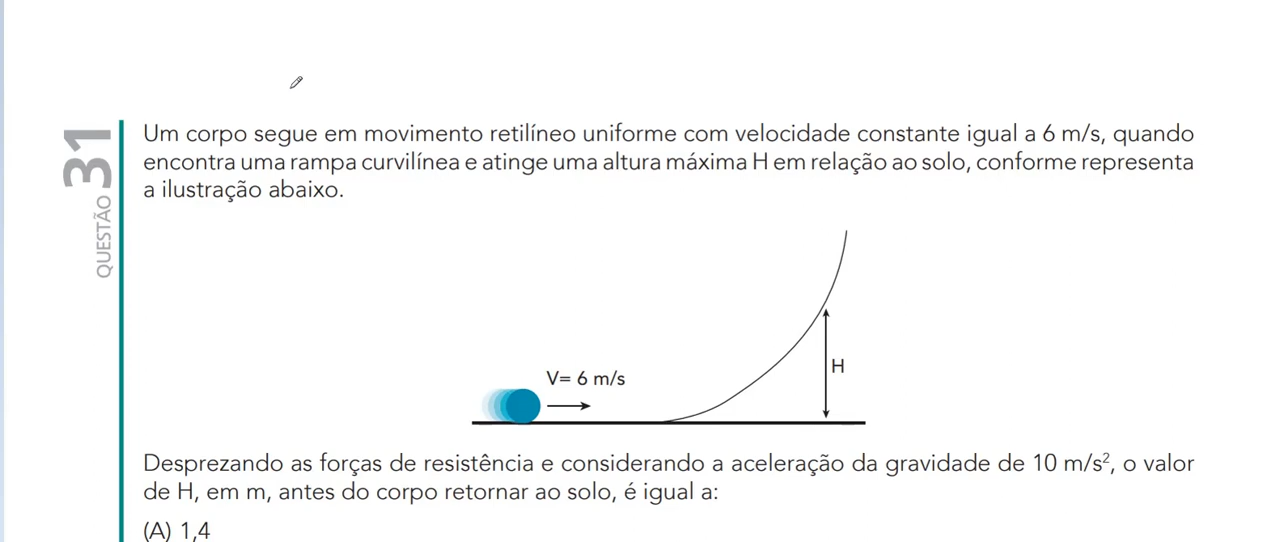 QUESTÃO 31
Um corpo segue em movimento retilíneo uniforme com velocidade constante igual a 6 m/s, quando
encontra uma rampa curvilínea e atinge uma altura máxima H em relação ao solo, conforme representa
a ilustração abaixo.
V= 6 m/s
H
Desprezando as forças de resistência e considerando a aceleração da gravidade de 10 m/s², o valor
de H, em m, antes do corpo retornar ao solo, é igual a:
(A) 1,4